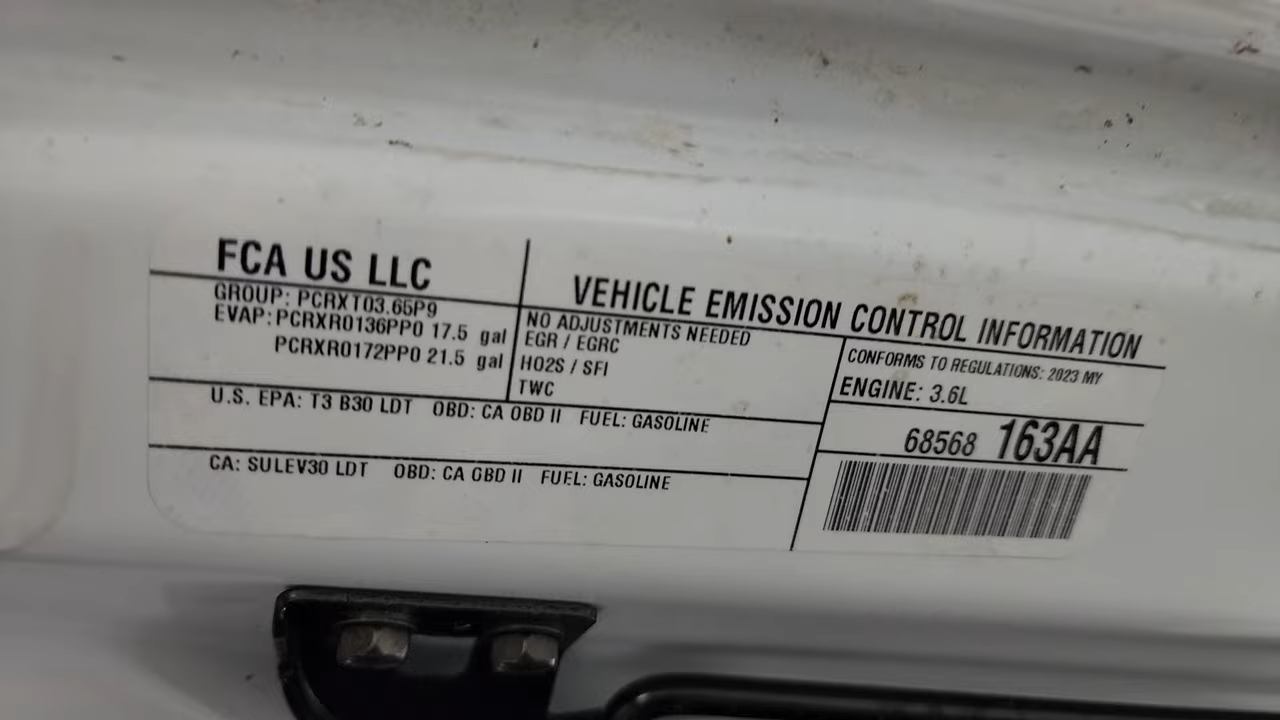 FCA US LLC
VEHICLE EMISSION CONTROL INFORMATION
GROUP: PCRXT03.65P9
EVAP: PCRXR0136PP0 17.5 gal
PCRXR0172PP0 21.5 gal
NO ADJUSTMENTS NEEDED
EGR / EGRC
HO2S / SFI
TWC
CONFORMS TO REGULATIONS: 2023 MY
ENGINE: 3.6L
68568 163AA
U.S. EPA: T3 B30 LDT OBD: CA OBD II FUEL: GASOLINE
CA: SULEV30 LDT OBD: CA OBD II FUEL: GASOLINE